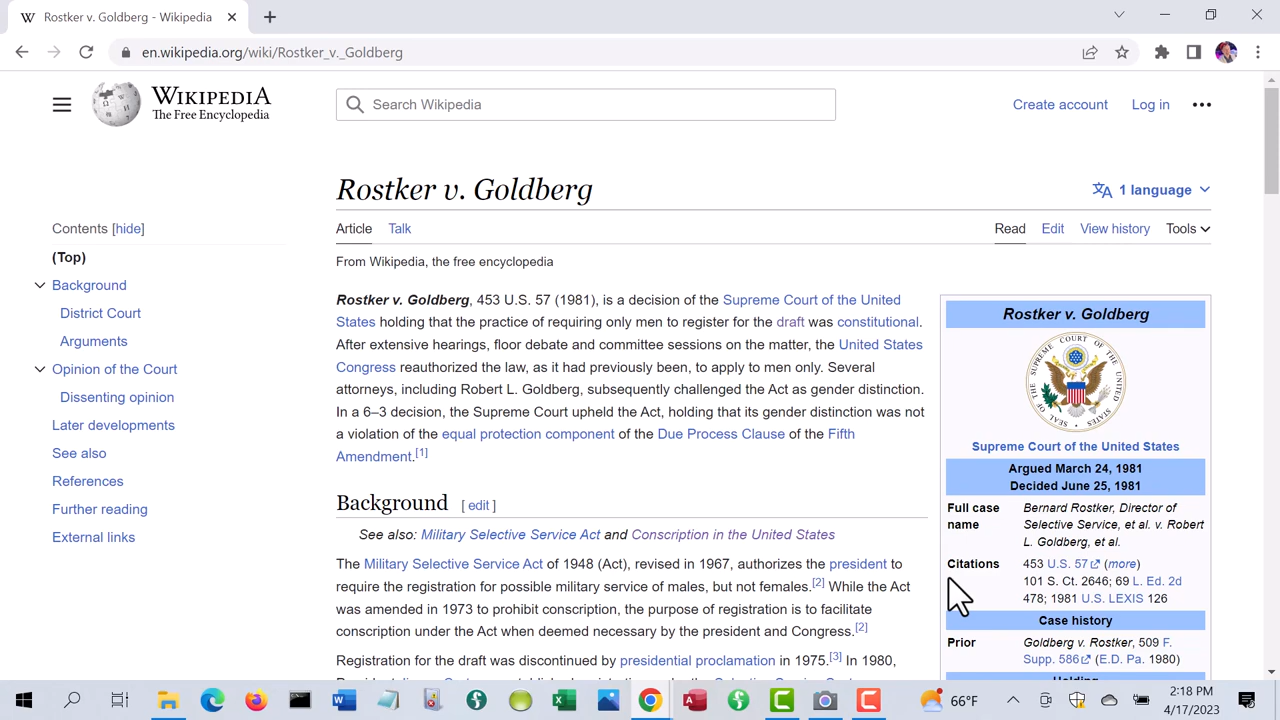 Rostker v. Goldberg - Wikipedia
en.wikipedia.org/wiki/Rostker_v._Goldberg
WIKIPEDIA
The Free Encyclopedia
Search Wikipedia
Create account
Log in
Rostker v. Goldberg
1 language
Contents [hide]
(Top)
Background
District Court
Arguments
Opinion of the Court
Dissenting opinion
Later developments
See also
References
Further reading
External links
Article
Talk
Read
Edit
View history
Tools
From Wikipedia, the free encyclopedia
Rostker v. Goldberg, 453 U.S. 57 (1981), is a decision of the Supreme Court of the United
States holding that the practice of requiring only men to register for the draft was constitutional.
After extensive hearings, floor debate and committee sessions on the matter, the United States
Congress reauthorized the law, as it had previously been, to apply to men only. Several
attorneys, including Robert L. Goldberg, subsequently challenged the Act as gender distinction.
In a 6–3 decision, the Supreme Court upheld the Act, holding that its gender distinction was not
a violation of the equal protection component of the Due Process Clause of the Fifth
Amendment.[1]
Background [ edit ]
See also: Military Selective Service Act and Conscription in the United States
The Military Selective Service Act of 1948 (Act), revised in 1967, authorizes the president to
require the registration for possible military service of males, but not females.[2] While the Act
was amended in 1973 to prohibit conscription, the purpose of registration is to facilitate
conscription under the Act when deemed necessary by the president and Congress.[2]
Registration for the draft was discontinued by presidential proclamation in 1975.[3] In 1980,
Rostker v. Goldberg
SEAL OF THE SUPREME COURT OF THE UNITED STATES
Supreme Court of the United States
Argued March 24, 1981
Decided June 25, 1981
Full case name
Bernard Rostker, Director of
Selective Service, et al. v. Robert
L. Goldberg, et al.
Citations
453 U.S. 57 (more)
101 S. Ct. 2646; 69 L. Ed. 2d
478; 1981 U.S. LEXIS 126
Case history
Prior
Goldberg v. Rostker, 509 F.
Supp. 586 (E.D. Pa. 1980)
66°F
2:18 PM
4/17/2023